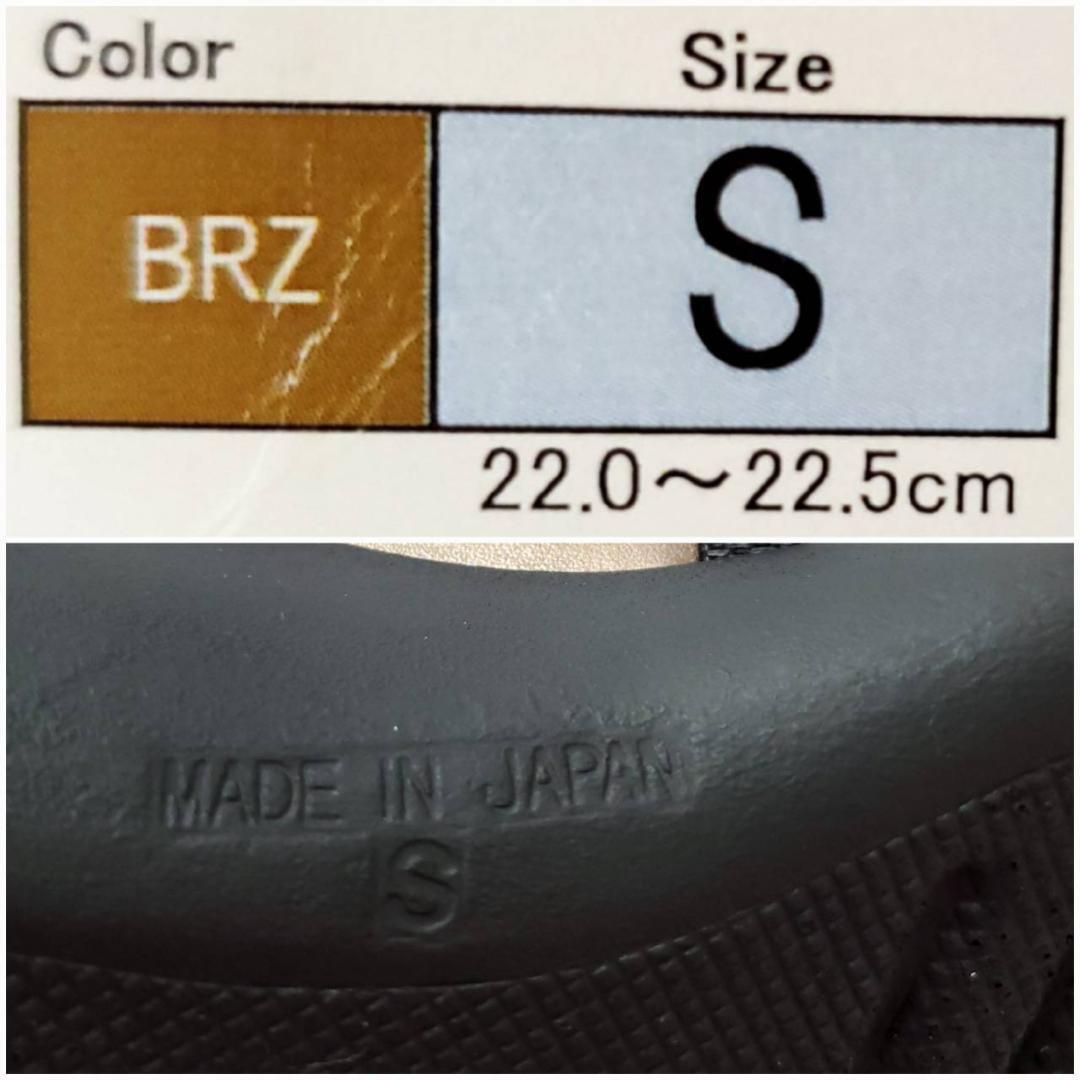 Color Size
BRZ S
22.0～22.5cm
MADE IN JAPAN
S